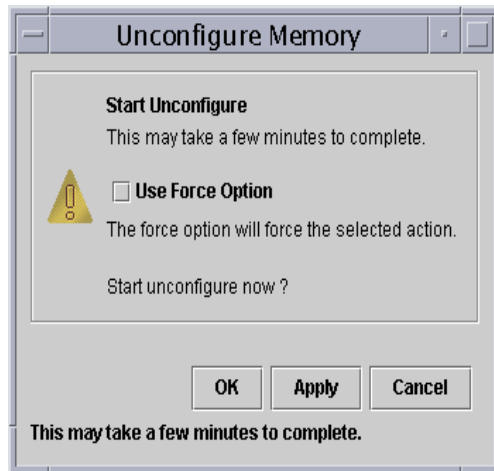 Unconfigure Memory
Start Unconfigure
This may take a few minutes to complete.
Use Force Option
The force option will force the selected action.
Start unconfigure now ?
OK Apply Cancel
This may take a few minutes to complete.